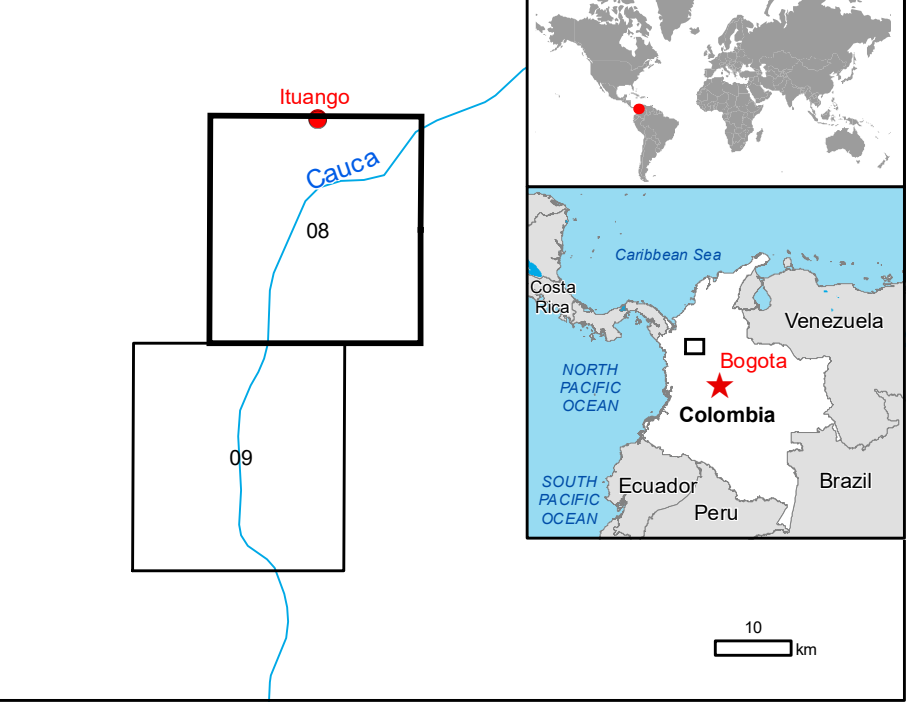 Ituango
Cauca
08
09
Caribbean Sea
Costa
Rica
Venezuela
NORTH
PACIFIC
OCEAN
Bogota
Colombia
SOUTH
PACIFIC
OCEAN
Ecuador
Peru
Brazil
10
km